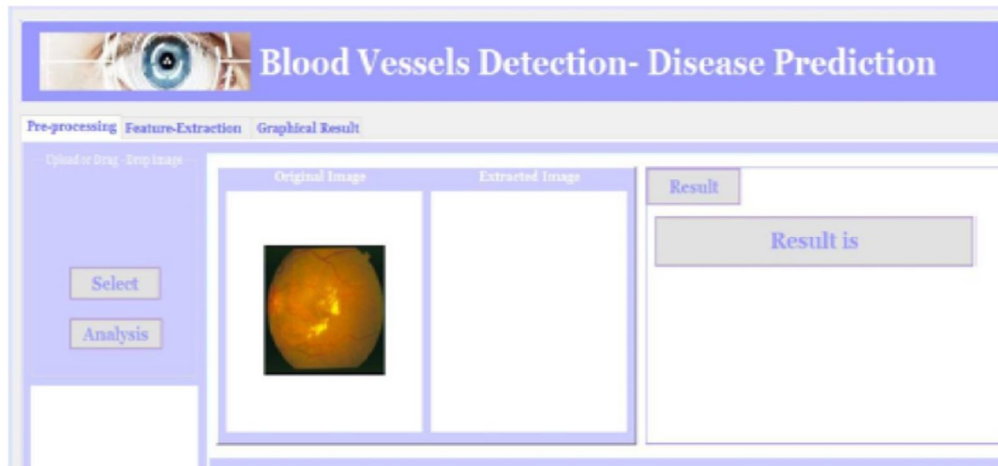 Blood Vessels Detection- Disease Prediction
Pre-processing Feature-Extraction Graphical Result
Upload or Drag - Drop Image
Original Image Extracted Image
Result
Result is
Select
Analysis